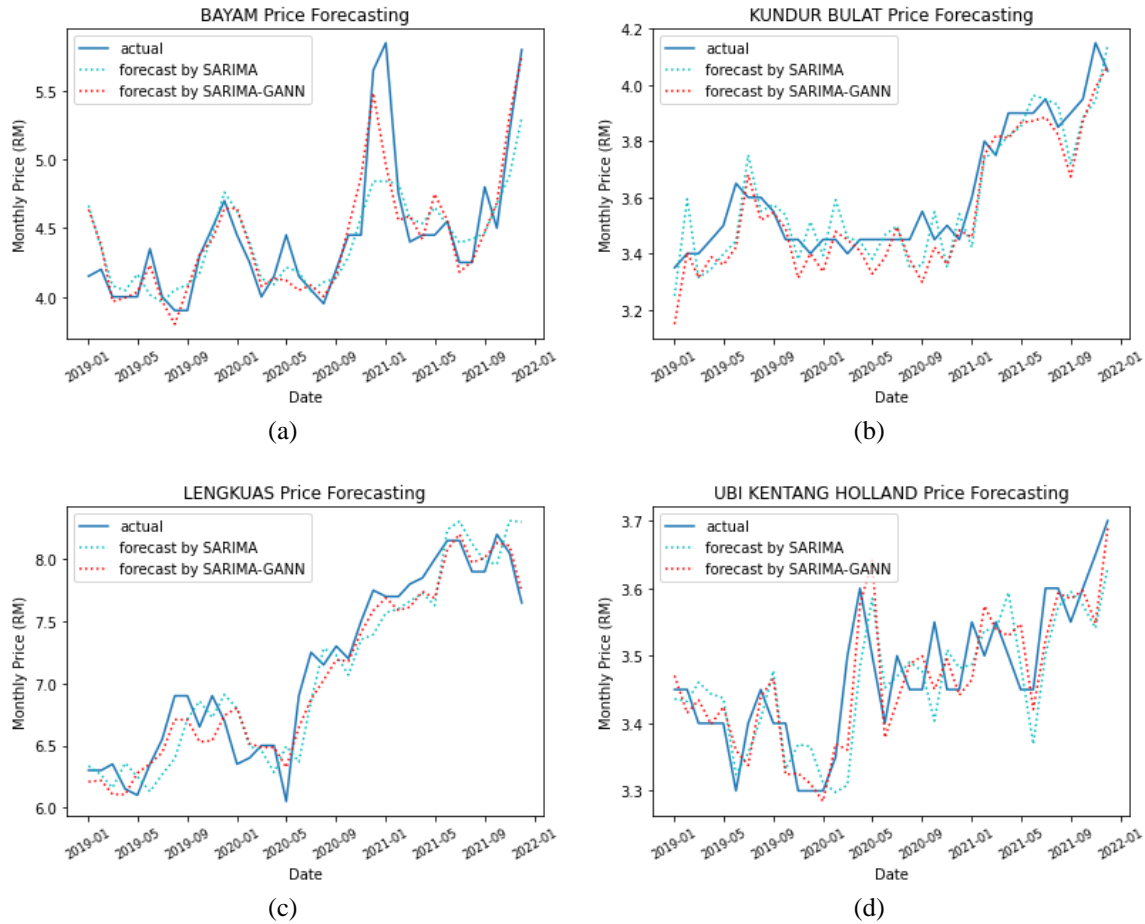 BAYAM Price Forecasting
actual
forecast by SARIMA
forecast by SARIMA-GANN
Monthly Price (RM)
5.5
5.0
4.5
4.0
2019-01
2019-05
2019-09
2020-01
2020-05
2020-09
2021-01
2021-05
2021-09
2022-01
Date
(a)
KUNDUR BULAT Price Forecasting
actual
forecast by SARIMA
forecast by SARIMA-GANN
Monthly Price (RM)
4.2
4.0
3.8
3.6
3.4
3.2
2019-01
2019-05
2019-09
2020-01
2020-05
2020-09
2021-01
2021-05
2021-09
2022-01
Date
(b)
LENGKUAS Price Forecasting
actual
forecast by SARIMA
forecast by SARIMA-GANN
Monthly Price (RM)
8.0
7.5
7.0
6.5
6.0
2019-01
2019-05
2019-09
2020-01
2020-05
2020-09
2021-01
2021-05
2021-09
2022-01
Date
(c)
UBI KENTANG HOLLAND Price Forecasting
actual
forecast by SARIMA
forecast by SARIMA-GANN
Monthly Price (RM)
3.7
3.6
3.5
3.4
3.3
2019-01
2019-05
2019-09
2020-01
2020-05
2020-09
2021-01
2021-05
2021-09
2022-01
Date
(d)